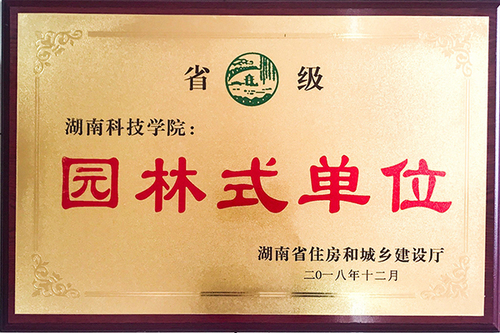 省 级
湖南科技学院：
园林式单位
湖南省住房和城乡建设厅
二〇一八年十二月